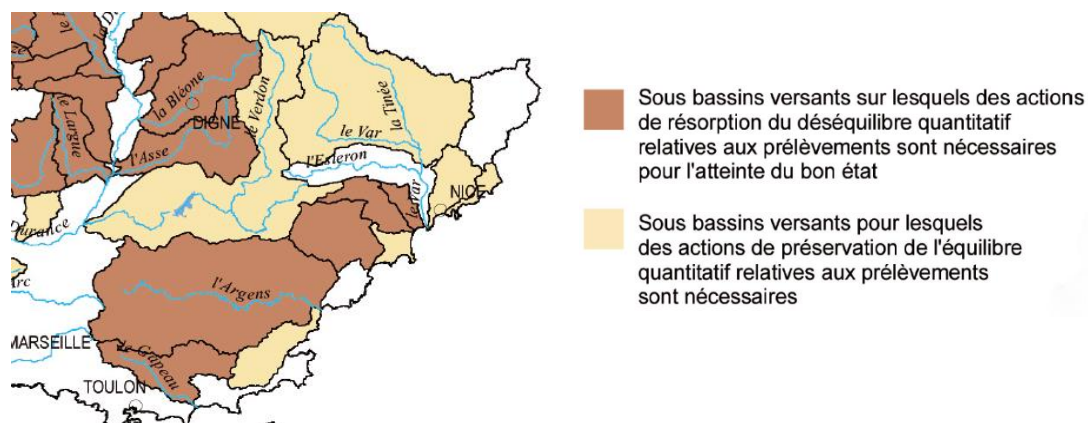 la Bléone
DIGNE
le Verdon
la Tinée
le Var
l'Esteron
le Largue
l'Asse
NICE
le Var
Durance
l'Argens
MARSEILLE
le Gapeau
TOULON
Sous bassins versants sur lesquels des actions
de résorption du déséquilibre quantitatif
relatives aux prélèvements sont nécessaires
pour l'atteinte du bon état
Sous bassins versants pour lesquels
des actions de préservation de l'équilibre
quantitatif relatives aux prélèvements
sont nécessaires